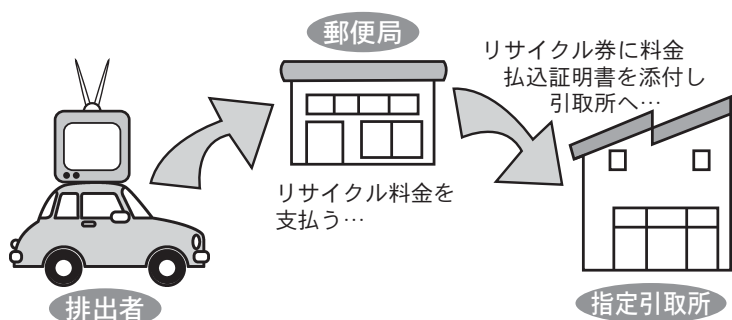 郵便局
リサイクル券に料金
払込証明書を添付し
引取所へ…
リサイクル料金を
支払う…
排出者
指定引取所